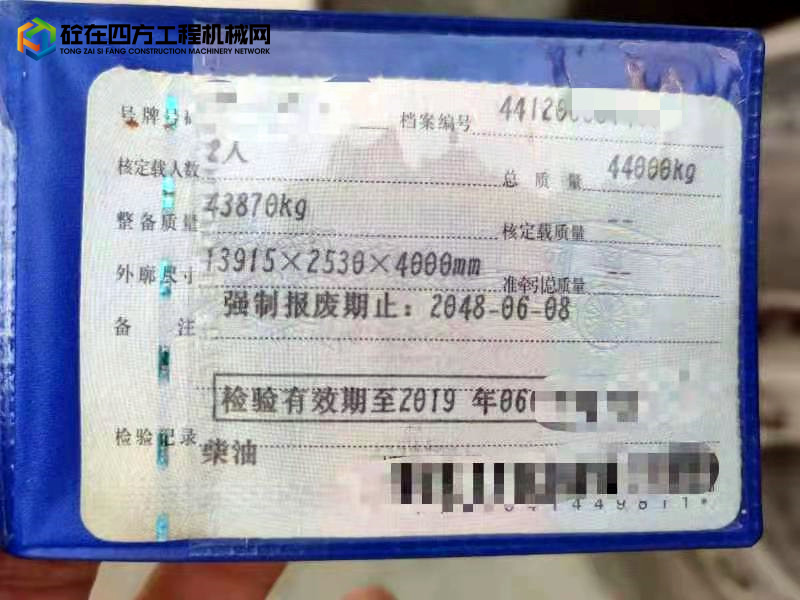 砼在四方工程机械网
TONG ZAI SI FANG CONSTRUCTION MACHINERY NETWORK
号牌号码 档案编号 44120
核定载人数 2人 总质量 44000kg
整备质量 43870kg 核定载质量 --
外廓尺寸 13915×2530×4000mm 准牵引总质量 --
备注 强制报废期止：2048-06-08
检验有效期至2019 年06
检验记录
柴油